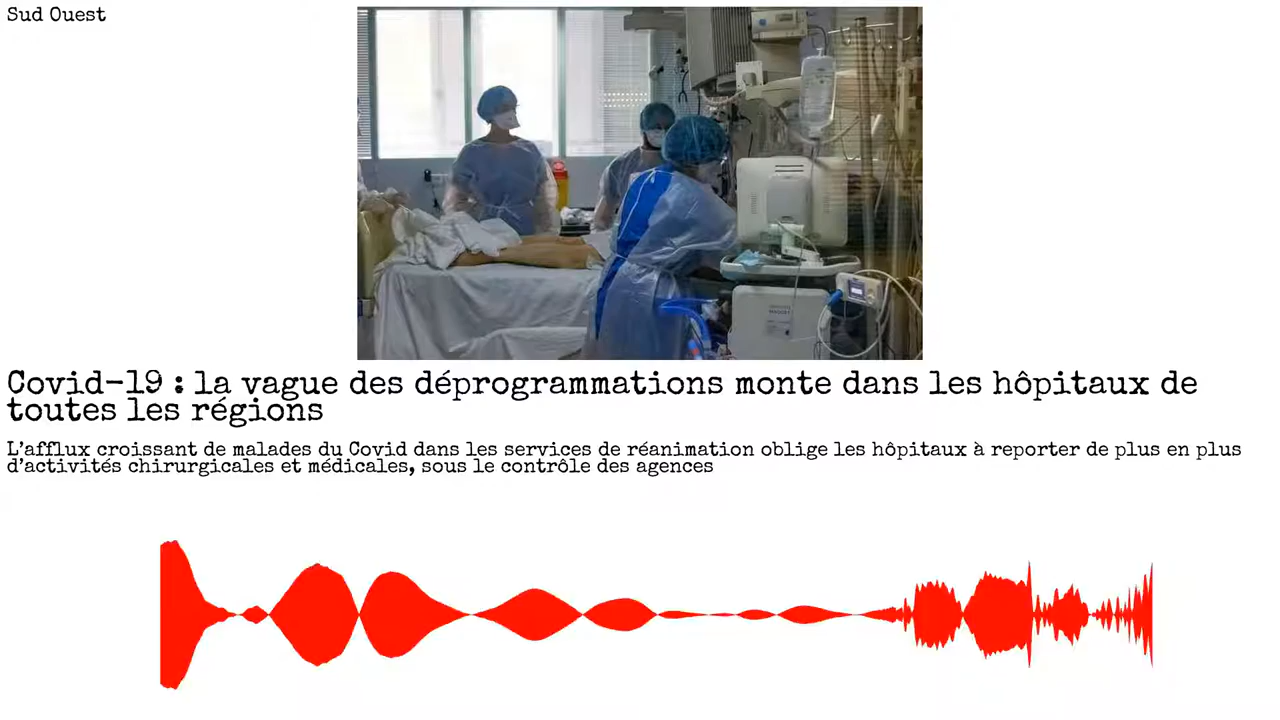 Sud Ouest
Covid-19 : la vague des déprogrammations monte dans les hôpitaux de
toutes les régions
L'afflux croissant de malades du Covid dans les services de réanimation oblige les hôpitaux à reporter de plus en plus
d'activités chirurgicales et médicales, sous le contrôle des agences